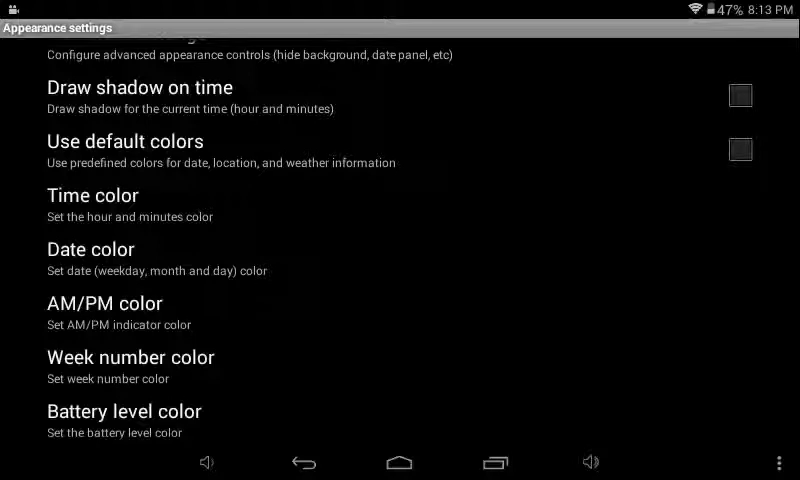 47% 8:13 PM
Appearance settings
Configure advanced appearance controls (hide background, date panel, etc)
Draw shadow on time
Draw shadow for the current time (hour and minutes)
Use default colors
Use predefined colors for date, location, and weather information
Time color
Set the hour and minutes color
Date color
Set date (weekday, month and day) color
AM/PM color
Set AM/PM indicator color
Week number color
Set week number color
Battery level color
Set the battery level color